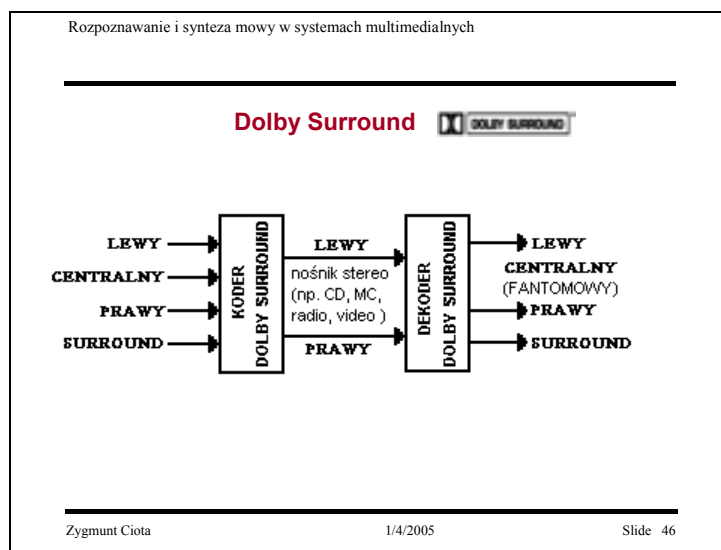 Rozpoznawanie i synteza mowy w systemach multimedialnych
Dolby Surround DOLBY SURROUND
LEWY
CENTRALNY
PRAWY
SURROUND
KODER
DOLBY SURROUND
LEWY
nośnik stereo
(np. CD, MC,
radio, video )
PRAWY
DEKODER
DOLBY SURROUND
LEWY
CENTRALNY
(FANTOMOWY)
PRAWY
SURROUND
Zygmunt Ciota 1/4/2005 Slide 46